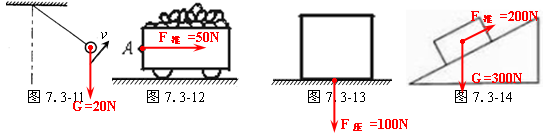 v
G =20N
图 7.3-11
A
F 推 =50N
图 7.3-12
F 压 =100N
图 7.3-13
F 推 =200N
G =300N
图 7.3-14